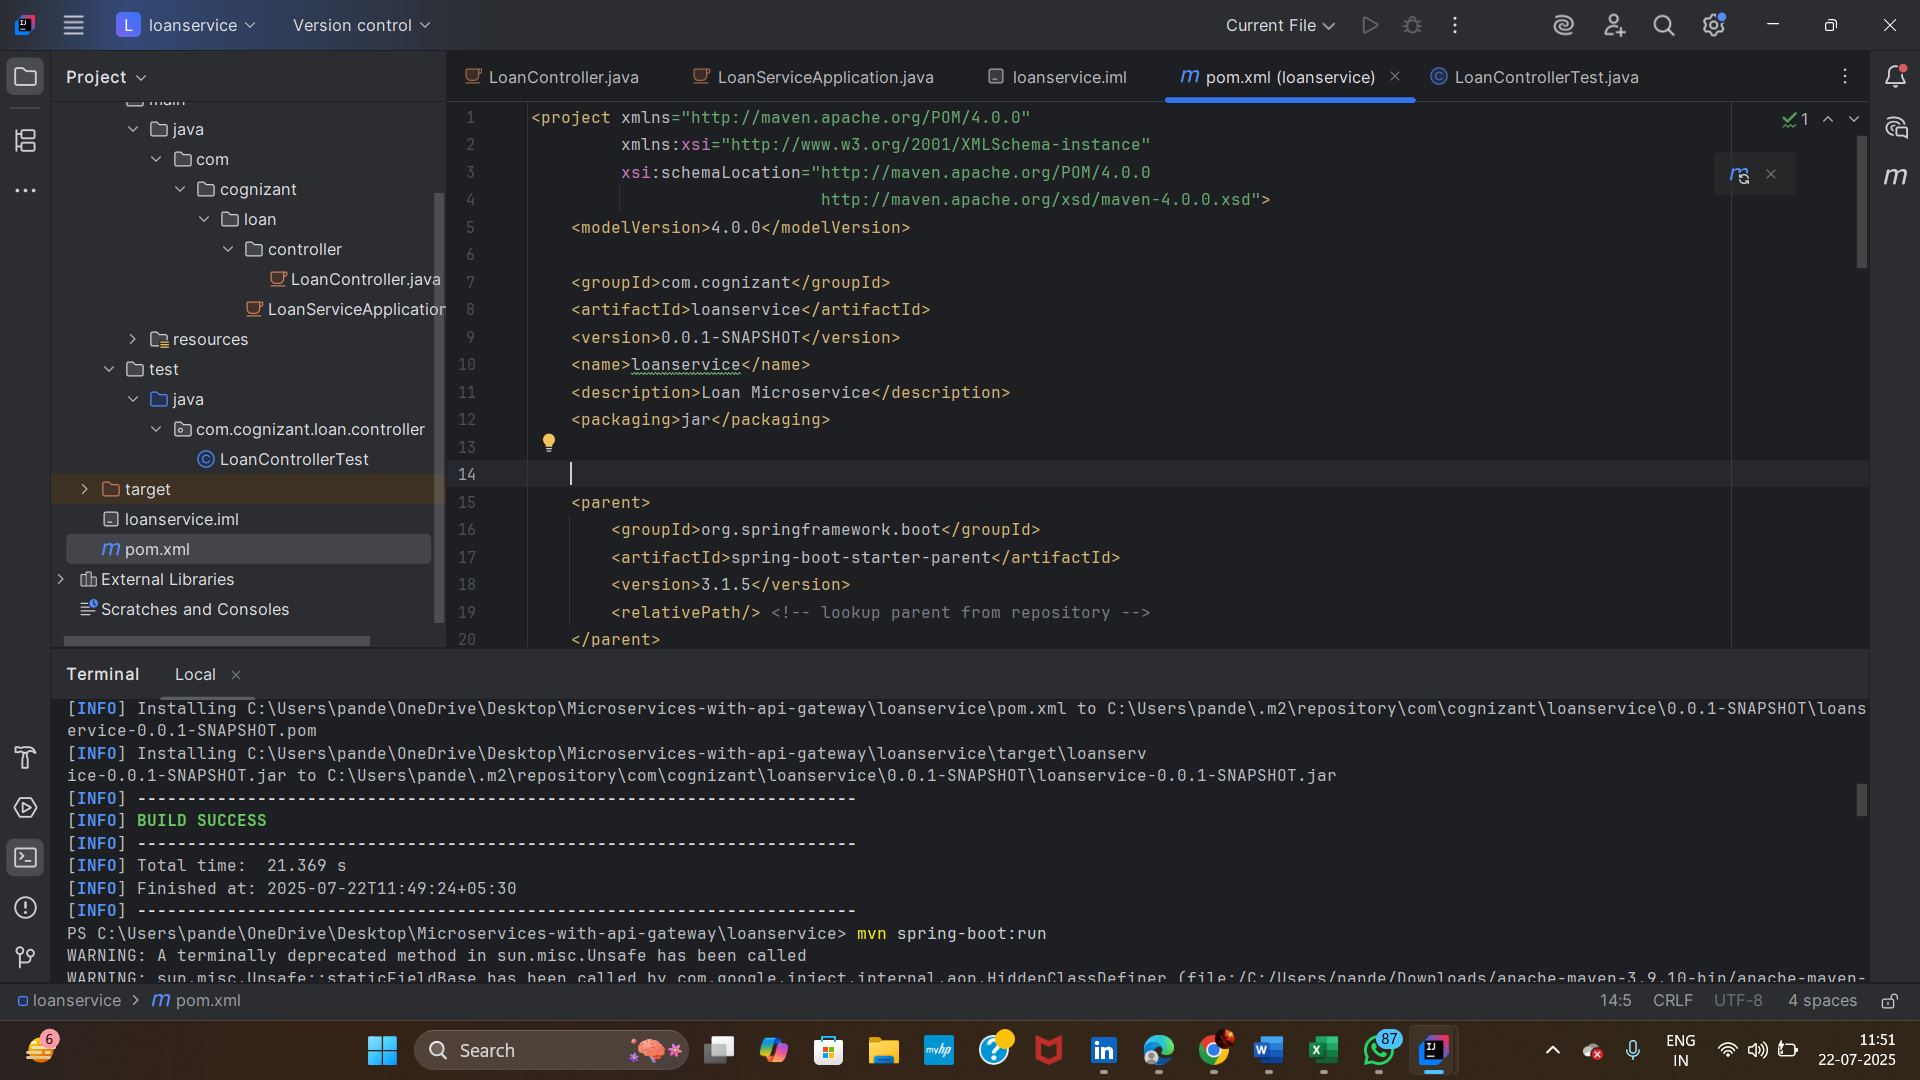 L loanservice Version control Current File
Project
LoanController.java LoanServiceApplication.java loanservice.iml pom.xml (loanservice) LoanControllerTest.java
main
java
com
cognizant
loan
controller
LoanController.java
LoanServiceApplication
resources
test
java
com.cognizant.loan.controller
LoanControllerTest
target
loanservice.iml
pom.xml
External Libraries
Scratches and Consoles
1 <project xmlns="http://maven.apache.org/POM/4.0.0"
2 xmlns:xsi="http://www.w3.org/2001/XMLSchema-instance"
3 xsi:schemaLocation="http://maven.apache.org/POM/4.0.0
4 http://maven.apache.org/xsd/maven-4.0.0.xsd">
5 <modelVersion>4.0.0</modelVersion>
6
7 <groupId>com.cognizant</groupId>
8 <artifactId>loanservice</artifactId>
9 <version>0.0.1-SNAPSHOT</version>
10 <name>loanservice</name>
11 <description>Loan Microservice</description>
12 <packaging>jar</packaging>
13
14
15 <parent>
16 <groupId>org.springframework.boot</groupId>
17 <artifactId>spring-boot-starter-parent</artifactId>
18 <version>3.1.5</version>
19 <relativePath/> <!-- lookup parent from repository -->
20 </parent>
1
Terminal Local
[INFO] Installing C:\Users\pande\OneDrive\Desktop\Microservices-with-api-gateway\loanservice\pom.xml to C:\Users\pande\.m2\repository\com\cognizant\loanservice\0.0.1-SNAPSHOT\loans
ervice-0.0.1-SNAPSHOT.pom
[INFO] Installing C:\Users\pande\OneDrive\Desktop\Microservices-with-api-gateway\loanservice\target\loanserv
ice-0.0.1-SNAPSHOT.jar to C:\Users\pande\.m2\repository\com\cognizant\loanservice\0.0.1-SNAPSHOT\loanservice-0.0.1-SNAPSHOT.jar
[INFO] ------------------------------------------------------------------------
[INFO] BUILD SUCCESS
[INFO] ------------------------------------------------------------------------
[INFO] Total time:  21.369 s
[INFO] Finished at: 2025-07-22T11:49:24+05:30
[INFO] ------------------------------------------------------------------------
PS C:\Users\pande\OneDrive\Desktop\Microservices-with-api-gateway\loanservice> mvn spring-boot:run
WARNING: A terminally deprecated method in sun.misc.Unsafe has been called
WARNING: sun.misc.Unsafe::staticFieldBase has been called by com.google.inject.internal.aop.HiddenClassDefiner (file:/C:/Users/pande/Downloads/apache-maven-3.9.10-bin/apache-maven-
loanservice > pom.xml 14:5 CRLF UTF-8 4 spaces
6 Search myhp 87 ENG
IN
11:51
22-07-2025